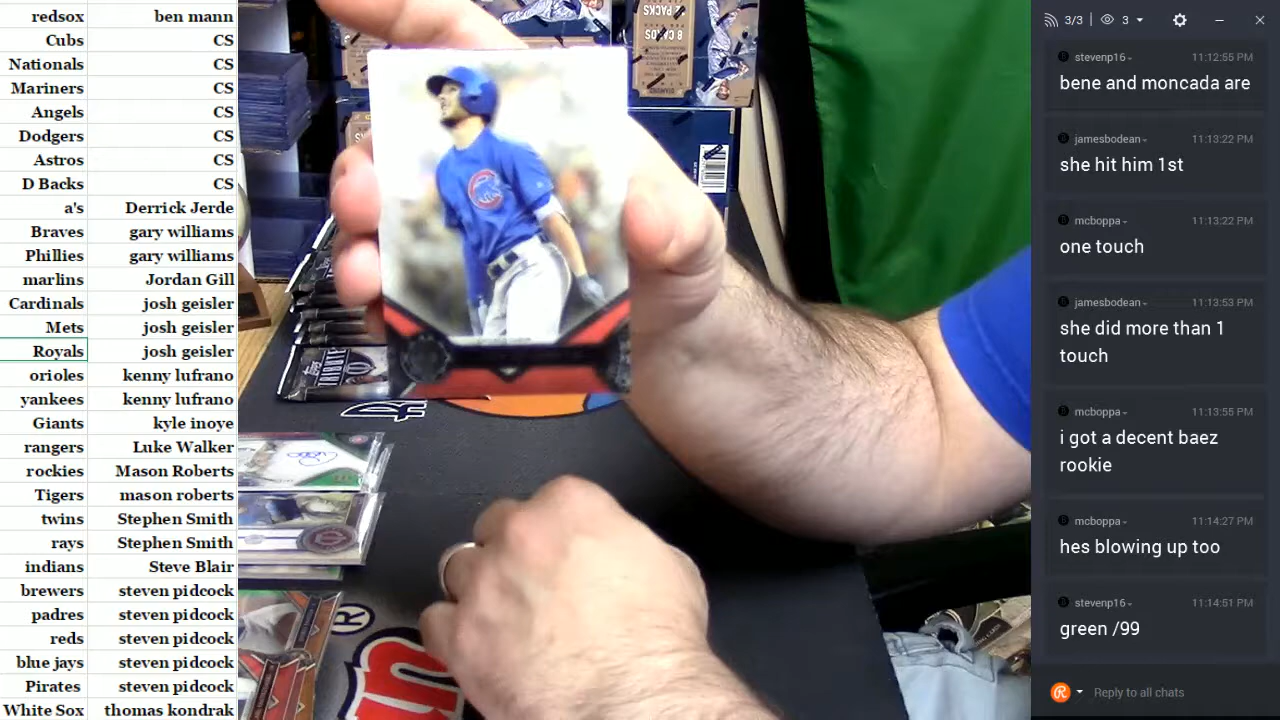 redsox ben mann
Cubs CS
Nationals CS
Mariners CS
Angels CS
Dodgers CS
Astros CS
D Backs CS
a's Derrick Jerde
Braves gary williams
Phillies gary williams
marlins Jordan Gill
Cardinals josh geisler
Mets josh geisler
Royals josh geisler
orioles kenny lufrano
yankees kenny lufrano
Giants kyle inoye
rangers Luke Walker
rockies Mason Roberts
Tigers mason roberts
twins Stephen Smith
rays Stephen Smith
indians Steve Blair
brewers steven pidcock
padres steven pidcock
reds steven pidcock
blue jays steven pidcock
Pirates steven pidcock
White Sox thomas kondrak
PACKS
8 CARDS
topps
TRIBUTE
®
3/3 3
stevenp16 11:12:55 PM
bene and moncada are
jamesbodean 11:13:22 PM
she hit him 1st
mcboppa 11:13:22 PM
one touch
jamesbodean 11:13:53 PM
she did more than 1
touch
mcboppa 11:13:55 PM
i got a decent baez
rookie
mcboppa 11:14:27 PM
hes blowing up too
stevenp16 11:14:51 PM
green /99
Reply to all chats